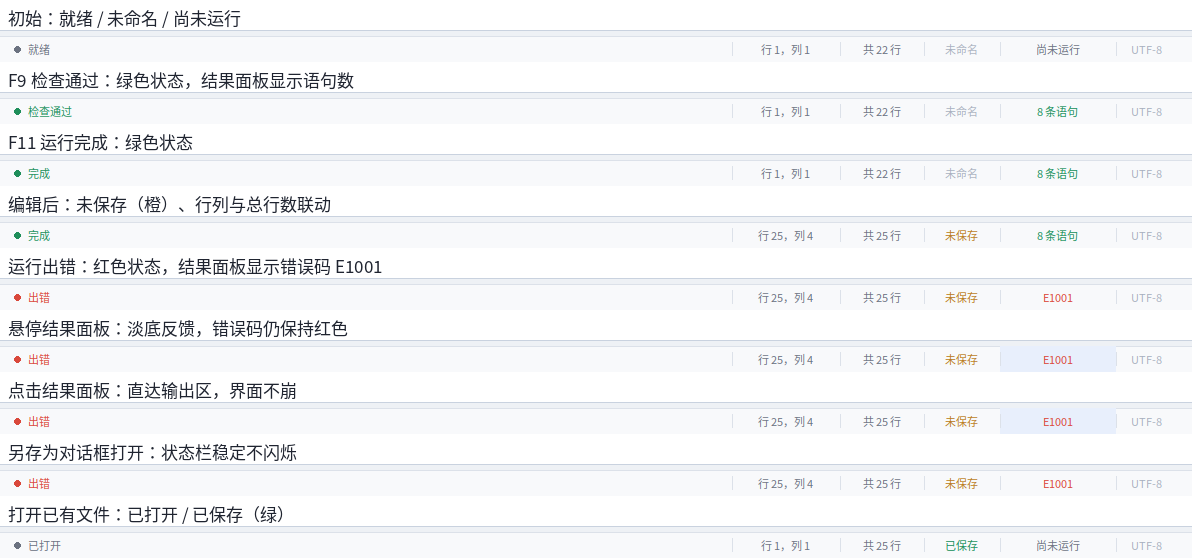 初始：就绪 / 未命名 / 尚未运行
就绪 行 1，列 1 共 22 行 未命名 尚未运行 UTF-8
F9 检查通过：绿色状态，结果面板显示语句数
检查通过 行 1，列 1 共 22 行 未命名 8 条语句 UTF-8
F11 运行完成：绿色状态
完成 行 1，列 1 共 22 行 未命名 8 条语句 UTF-8
编辑后：未保存（橙）、行列与总行数联动
完成 行 25，列 4 共 25 行 未保存 8 条语句 UTF-8
运行出错：红色状态，结果面板显示错误码 E1001
出错 行 25，列 4 共 25 行 未保存 E1001 UTF-8
悬停结果面板：淡底反馈，错误码仍保持红色
出错 行 25，列 4 共 25 行 未保存 E1001 UTF-8
点击结果面板：直达输出区，界面不崩
出错 行 25，列 4 共 25 行 未保存 E1001 UTF-8
另存为对话框打开：状态栏稳定不闪烁
出错 行 25，列 4 共 25 行 未保存 E1001 UTF-8
打开已有文件：已打开 / 已保存（绿）
已打开 行 1，列 1 共 25 行 已保存 尚未运行 UTF-8